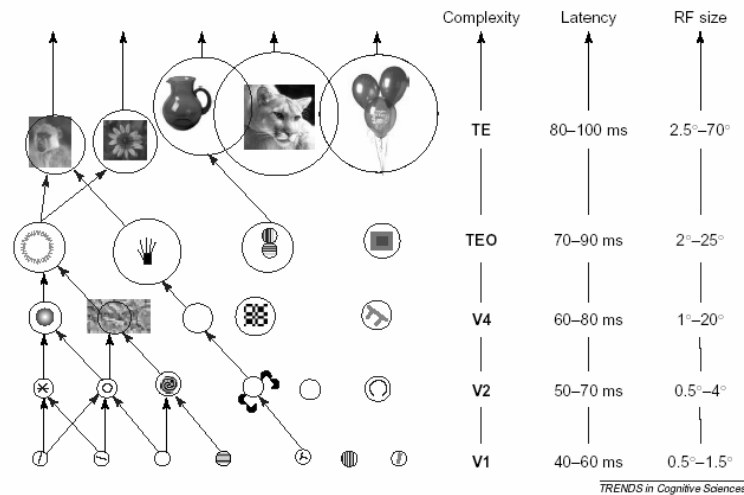 Complexity Latency RF size
TE 80–100 ms 2.5°–70°
TEO 70–90 ms 2°–25°
V4 60–80 ms 1°–20°
V2 50–70 ms 0.5°–4°
V1 40–60 ms 0.5°–1.5°
TRENDS in Cognitive Sciences